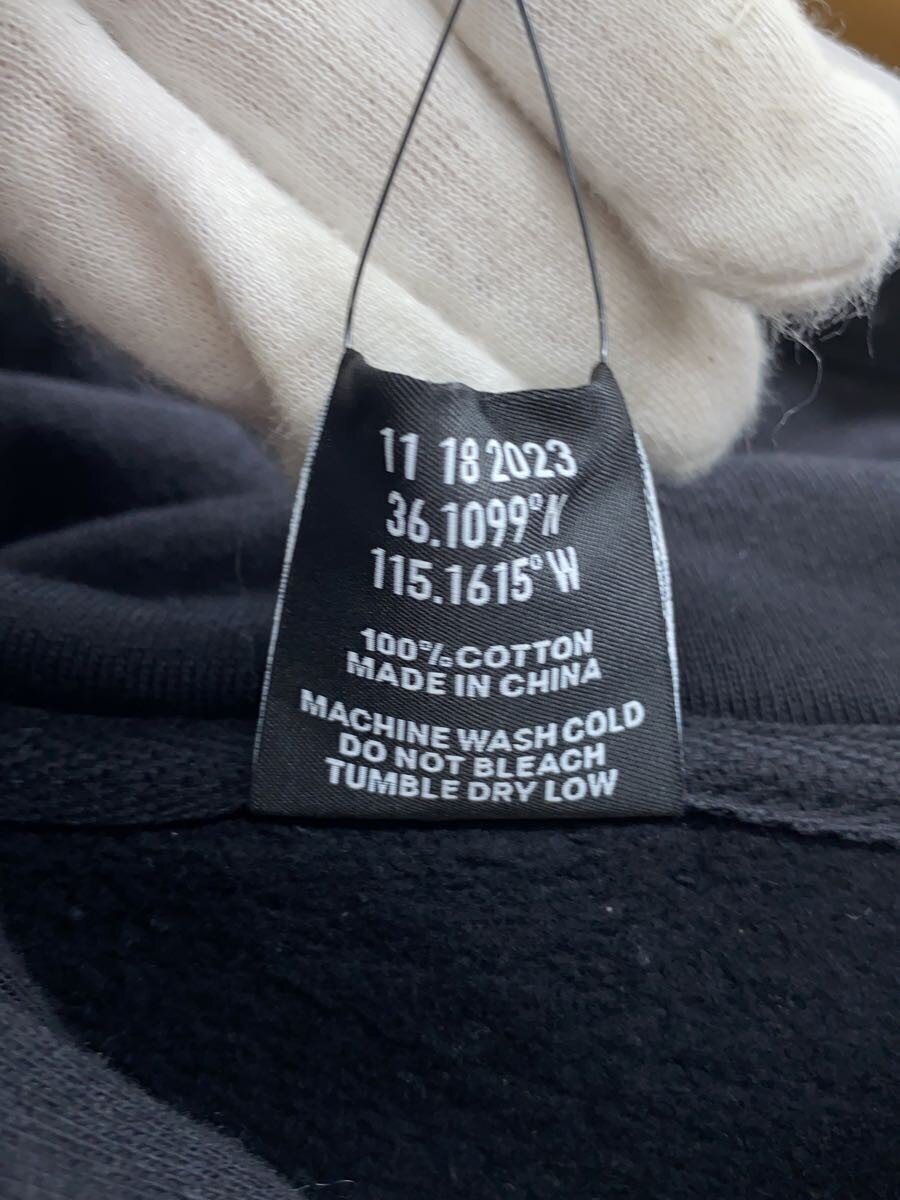 11 18 2023
36.1099°N
115.1615°W
100% COTTON
MADE IN CHINA
MACHINE WASH COLD
DO NOT BLEACH
TUMBLE DRY LOW